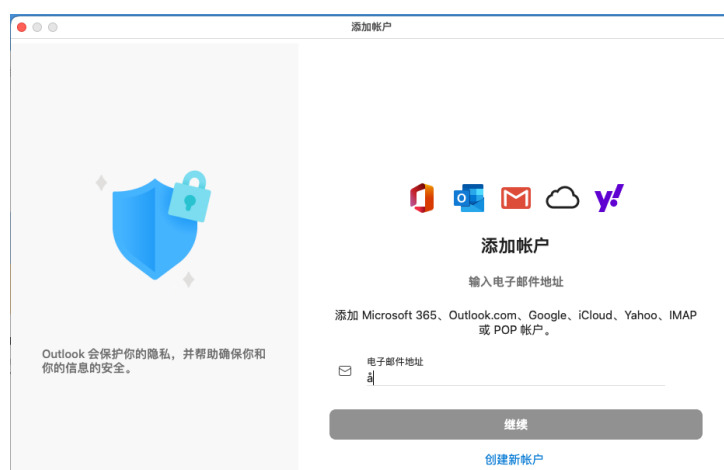 添加帐户
添加帐户
输入电子邮件地址
添加 Microsoft 365、Outlook.com、Google、iCloud、Yahoo、IMAP
或 POP 帐户。
Outlook 会保护你的隐私，并帮助确保你和
你的信息的安全。
电子邮件地址
å
继续
创建新帐户